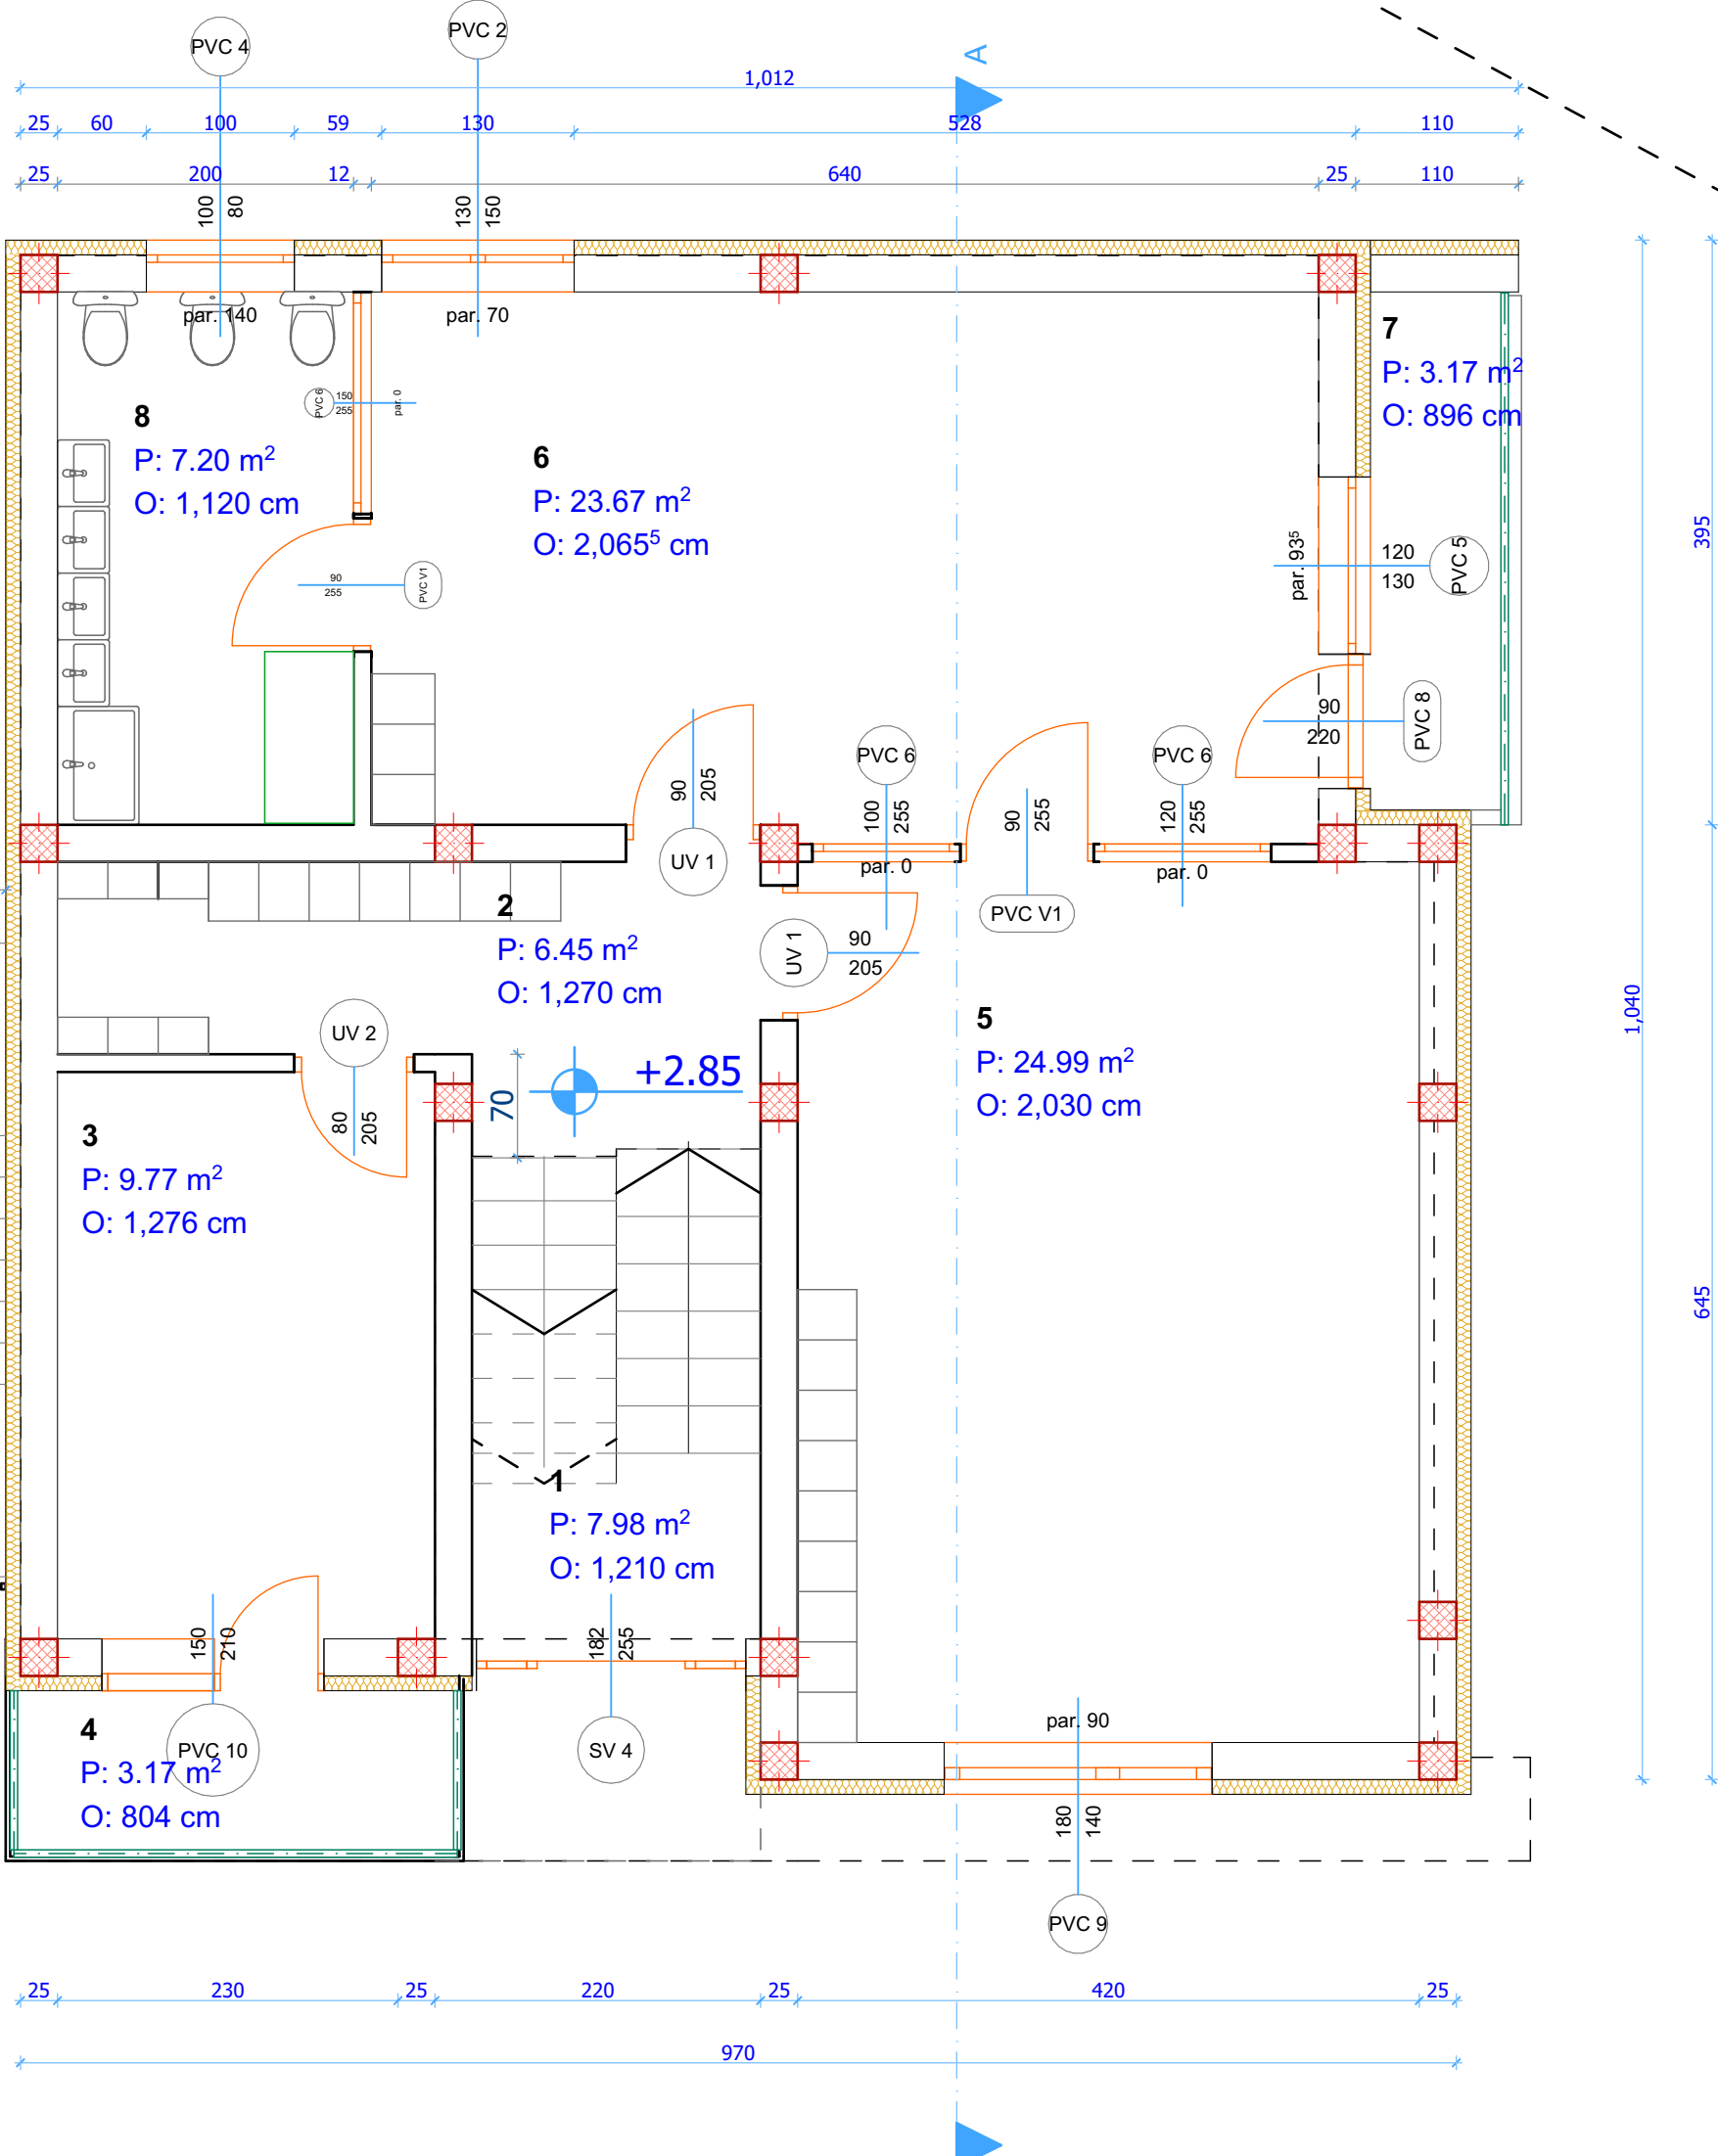 PVC 4
PVC 2
A
1,012
25 60 100 59 130 528 110
25 200 12 640 25 110
100
80
130
150
par. 140
par. 70
7
P: 3.17 m²
O: 896 cm
PVC 6
150
255
par. 0
8
P: 7.20 m²
O: 1,120 cm
6
P: 23.67 m²
O: 2,065⁵ cm
90
255
PVC V1
par. 93⁵
120
130
PVC 5
395
90
220
PVC 8
90
205
UV 1
PVC 6
100
255
par. 0
90
255
PVC V1
PVC 6
120
255
par. 0
2
P: 6.45 m²
O: 1,270 cm
UV 1
90
205
UV 2
80
205
70
+2.85
5
P: 24.99 m²
O: 2,030 cm
1,040
3
P: 9.77 m²
O: 1,276 cm
645
1
P: 7.98 m²
O: 1,210 cm
150
210
182
255
4
P: 3.17 m²
O: 804 cm
PVC 10
SV 4
par. 90
180
140
PVC 9
25 230 25 220 25 420 25
970